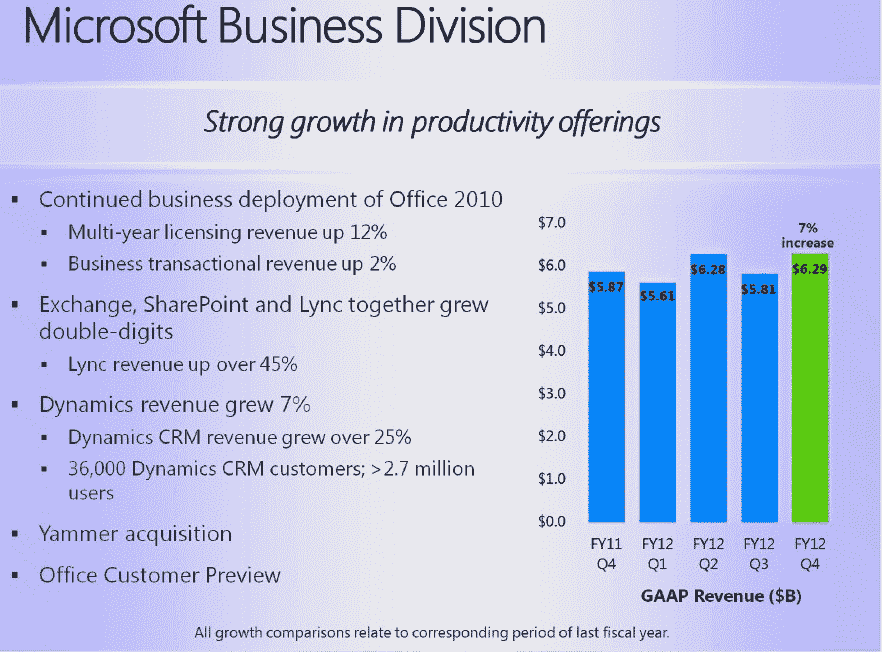 Microsoft Business Division
Strong growth in productivity offerings
▪ Continued business deployment of Office 2010
▪ Multi-year licensing revenue up 12%
▪ Business transactional revenue up 2%
▪ Exchange, SharePoint and Lync together grew
double-digits
▪ Lync revenue up over 45%
▪ Dynamics revenue grew 7%
▪ Dynamics CRM revenue grew over 25%
▪ 36,000 Dynamics CRM customers; >2.7 million
users
▪ Yammer acquisition
▪ Office Customer Preview
$7.0
$6.0
$5.0
$4.0
$3.0
$2.0
$1.0
$0.0
7%
increase
$5.87
$5.61
$6.28
$5.81
$6.29
FY11 FY12 FY12 FY12 FY12
Q4 Q1 Q2 Q3 Q4
GAAP Revenue ($B)
All growth comparisons relate to corresponding period of last fiscal year.